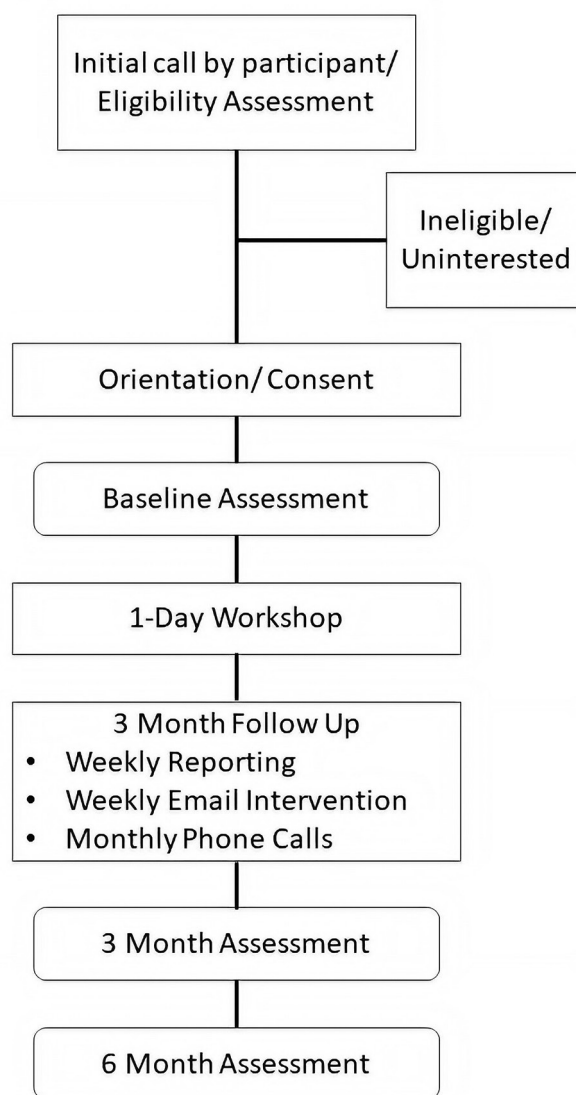 Initial call by participant/
Eligibility Assessment
Ineligible/
Uninterested
Orientation/ Consent
Baseline Assessment
1-Day Workshop
3 Month Follow Up
• Weekly Reporting
• Weekly Email Intervention
• Monthly Phone Calls
3 Month Assessment
6 Month Assessment